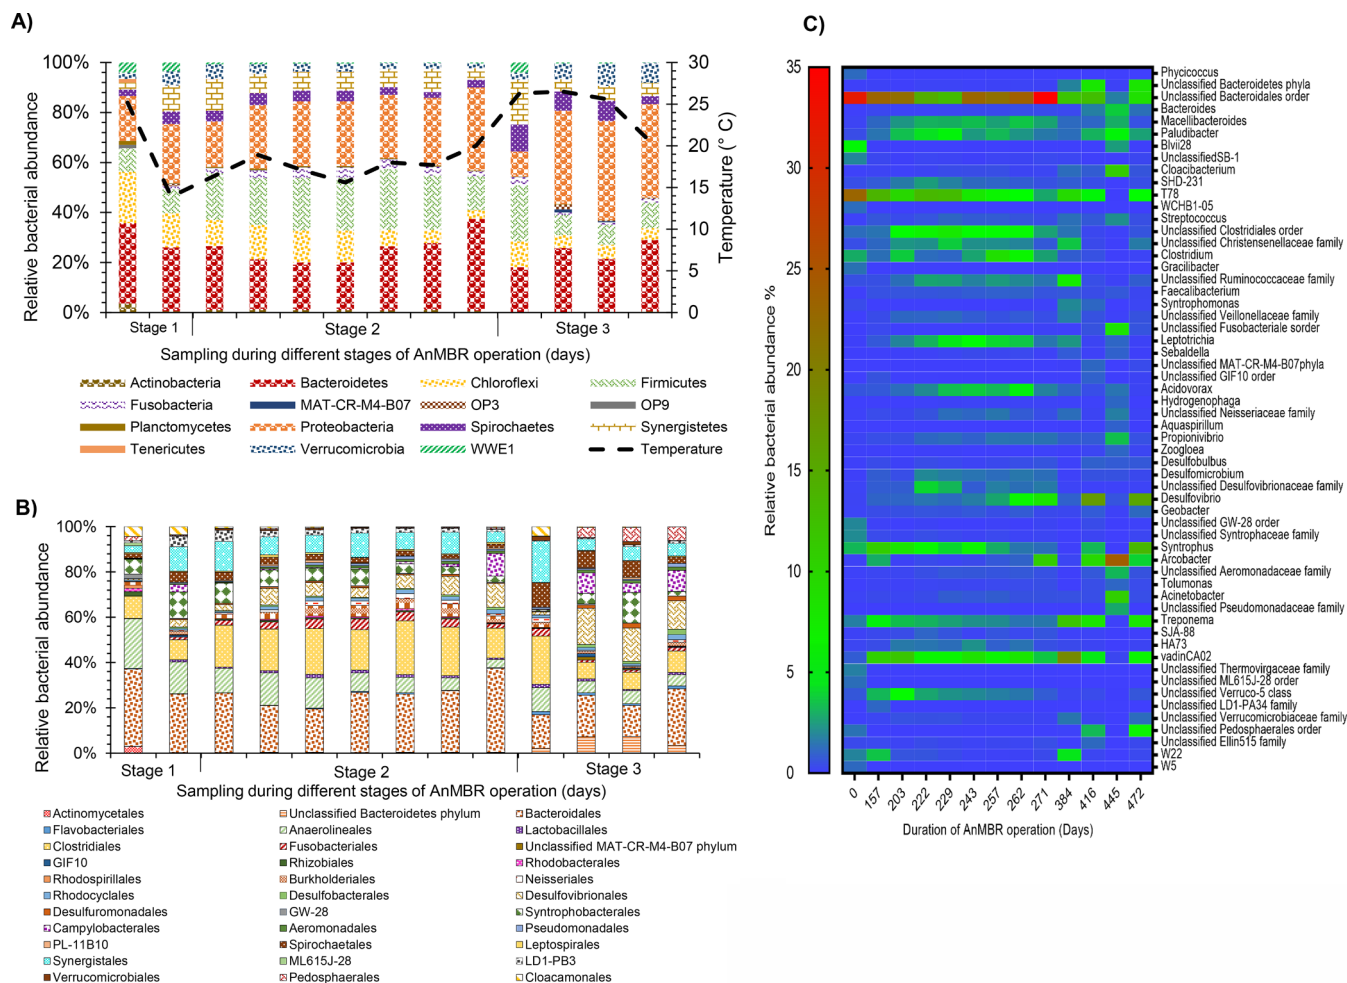 A)
100%
80%
60%
40%
20%
0%
Relative bacterial abundance
30
25
20
15
10
5
0
Temperature (° C)
Stage 1
Stage 2
Stage 3
Sampling during different stages of AnMBR operation (days)
Actinobacteria
Bacteroidetes
Chloroflexi
Firmicutes
Fusobacteria
MAT-CR-M4-B07
OP3
OP9
Planctomycetes
Proteobacteria
Spirochaetes
Synergistetes
Tenericutes
Verrucomicrobia
WWE1
Temperature
B)
100%
80%
60%
40%
20%
0%
Relative bacterial abundance
Stage 1
Stage 2
Stage 3
Sampling during different stages of AnMBR operation (days)
Actinomycetales
Unclassified Bacteroidetes phylum
Bacteroidales
Flavobacteriales
Anaerolineales
Lactobacillales
Clostridiales
Fusobacteriales
Unclassified MAT-CR-M4-B07 phylum
GIF10
Rhizobiales
Rhodobacterales
Rhodospirillales
Burkholderiales
Neisseriales
Rhodocyclales
Desulfobacterales
Desulfovibrionales
Desulfuromonadales
GW-28
Syntrophobacterales
Campylobacterales
Aeromonadales
Pseudomonadales
PL-11B10
Spirochaetales
Leptospirales
Synergistales
ML615J-28
LD1-PB3
Verrucomicrobiales
Pedosphaerales
Cloacamonales
C)
35
30
25
20
15
10
5
0
Relative bacterial abundance %
Phycicoccus
Unclassified Bacteroidetes phyla
Unclassified Bacteroidales order
Bacteroides
Macellibacteroides
Paludibacter
Blvii28
UnclassifiedSB-1
Cloacibacterium
SHD-231
T78
WCHB1-05
Streptococcus
Unclassified Clostridiales order
Unclassified Christensenellaceae family
Clostridium
Gracilibacter
Unclassified Ruminococcaceae family
Faecalibacterium
Syntrophomonas
Unclassified Veillonellaceae family
Unclassified Fusobacteriale sorder
Leptotrichia
Sebaldella
Unclassified MAT-CR-M4-B07phyla
Unclassified GIF10 order
Acidovorax
Hydrogenophaga
Unclassified Neisseriaceae family
Aquaspirillum
Propionivibrio
Zoogloea
Desulfobulbus
Desulfomicrobium
Unclassified Desulfovibrionaceae family
Desulfovibrio
Geobacter
Unclassified GW-28 order
Unclassified Syntrophaceae family
Syntrophus
Arcobacter
Unclassified Aeromonadaceae family
Tolumonas
Acinetobacter
Unclassified Pseudomonadaceae family
Treponema
SJA-88
HA73
vadinCA02
Unclassified Thermovirgaceae family
Unclassified ML615J-28 order
Unclassified Verruco-5 class
Unclassified LD1-PA34 family
Unclassified Verrucomicrobiaceae family
Unclassified Pedosphaerales order
Unclassified Ellin515 family
W22
W5
0
157
203
222
229
243
257
262
271
384
416
445
472
Duration of AnMBR operation (Days)